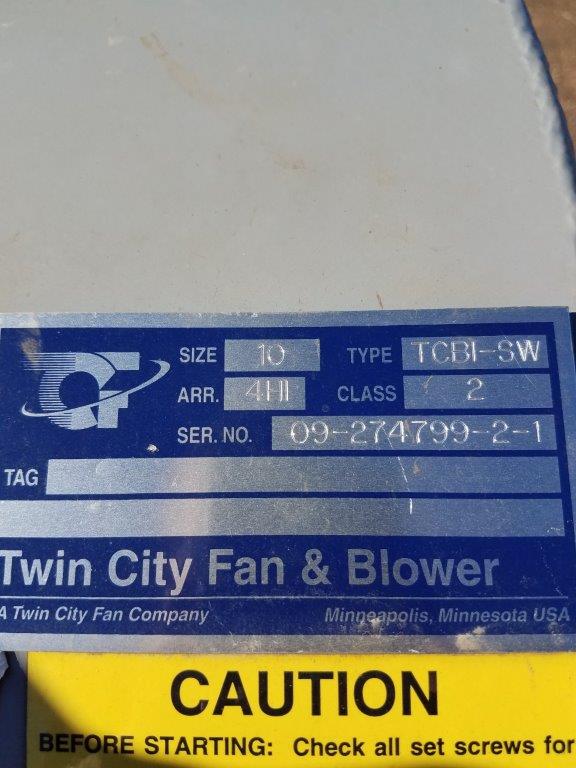 SIZE 10 TYPE TCBI-SW
ARR. 4HI CLASS 2
SER. NO. 09-274799-2-1
TAG
Twin City Fan & Blower
A Twin City Fan Company Minneapolis, Minnesota USA
CAUTION
BEFORE STARTING: Check all set screws for